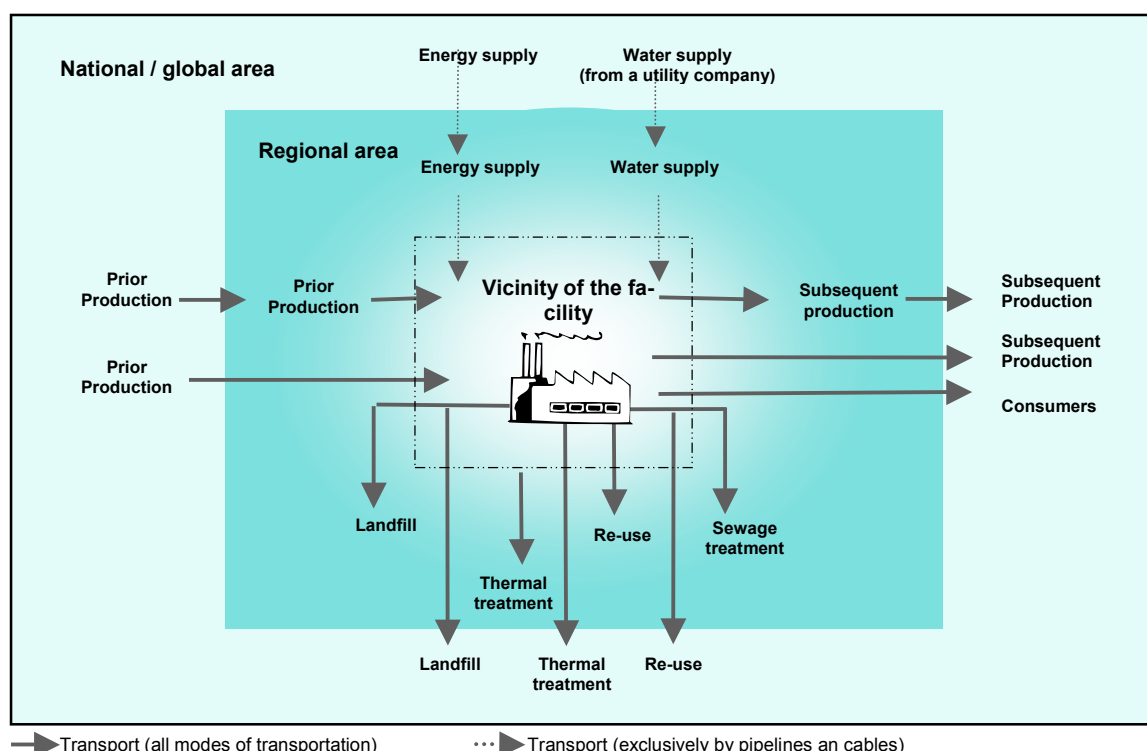 National / global area
Energy supply
Water supply
(from a utility company)
Regional area
Energy supply
Water supply
Prior
Production
Prior
Production
Vicinity of the fa-
cility
Subsequent
production
Subsequent
Production
Prior
Production
Subsequent
Production
Consumers
Landfill
Re-use
Sewage
treatment
Thermal
treatment
Landfill
Thermal
treatment
Re-use
Transport (all modes of transportation)
Transport (exclusively by pipelines an cables)